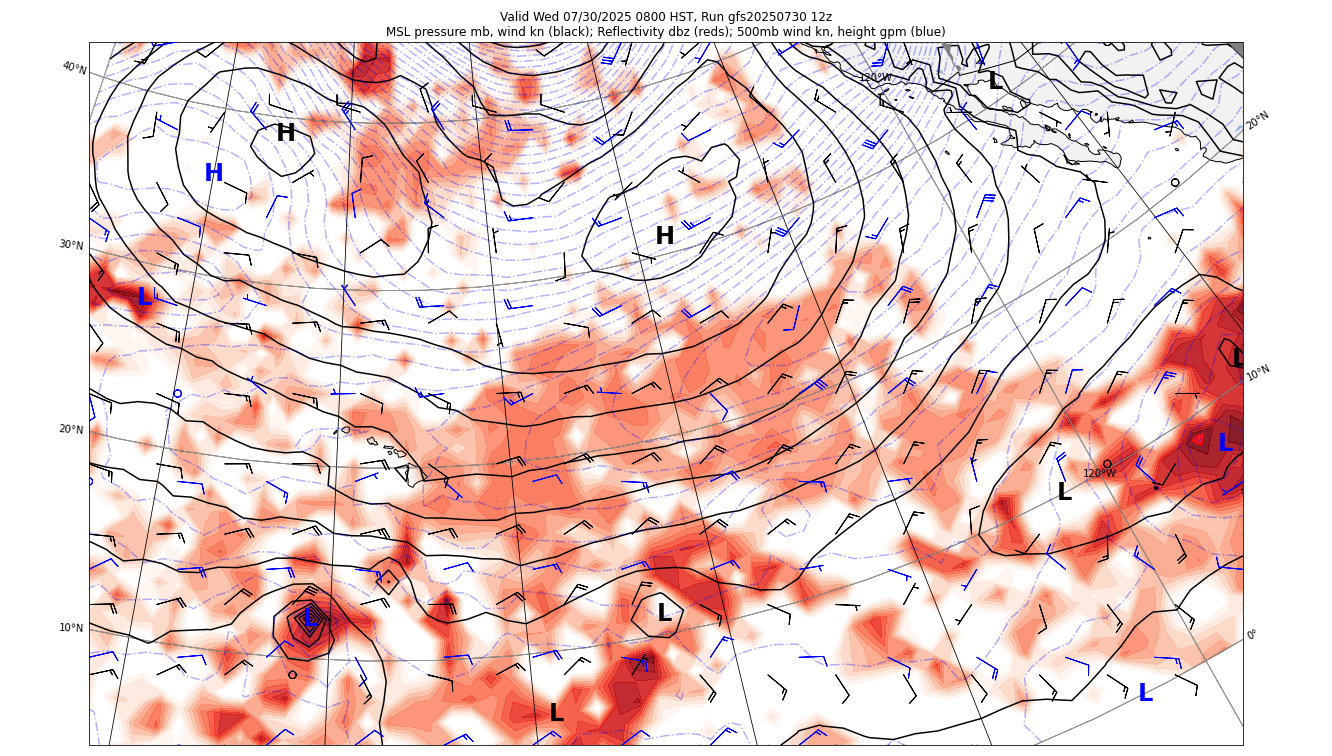 Valid Wed 07/30/2025 0800 HST, Run gfs20250730 12z
MSL pressure mb, wind kn (black); Reflectivity dbz (reds); 500mb wind kn, height gpm (blue)
40°N
120°W
L
20°N
H
H
H
30°N
L
L
10°N
20°N
L
120°W
L
L
L
10°N
0°
L
L